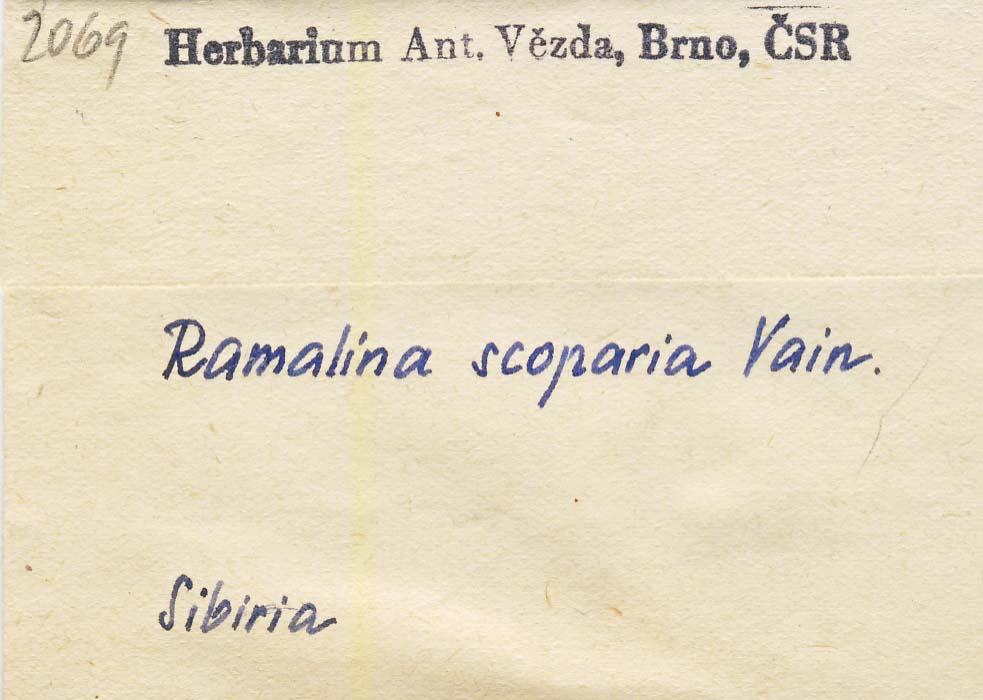 2069
Herbarium Ant. Vězda, Brno, ČSR
Ramalina scoparia Vain.
Sibiria